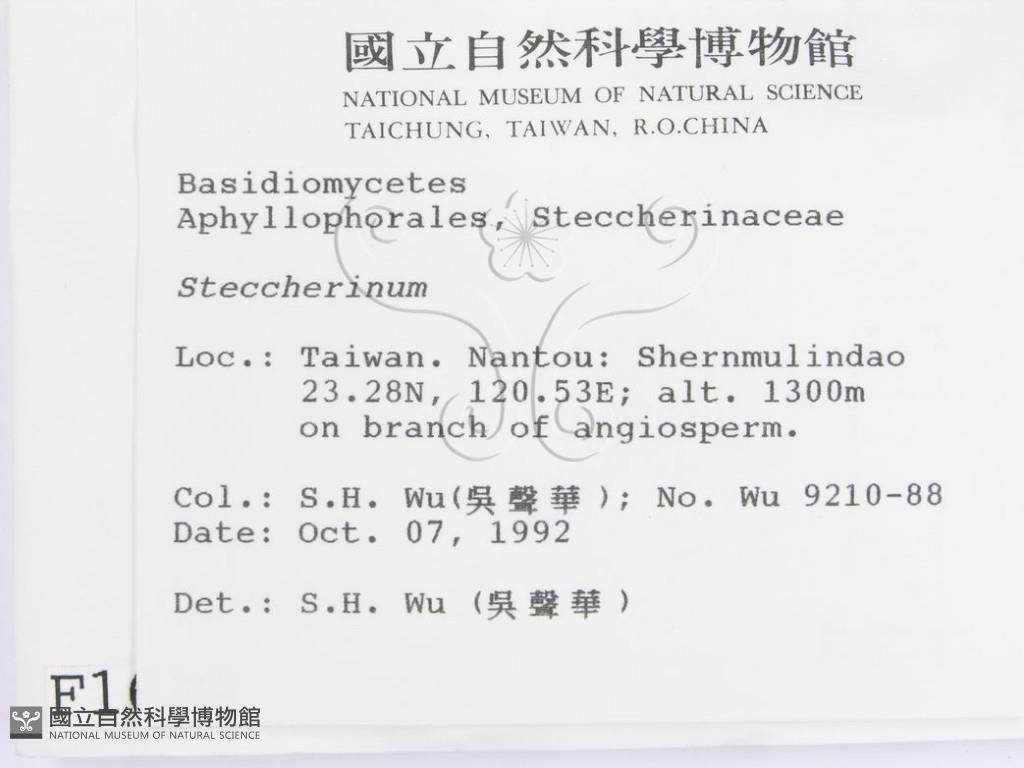 國立自然科學博物館
NATIONAL MUSEUM OF NATURAL SCIENCE
TAICHUNG, TAIWAN, R.O.CHINA
Basidiomycetes
Aphyllophorales, Steccherinaceae
Steccherinum
Loc.: Taiwan. Nantou: Shernmulindao
23.28N, 120.53E; alt. 1300m
on branch of angiosperm.
Col.: S.H. Wu(吳聲華); No. Wu 9210-88
Date: Oct. 07, 1992
Det.: S.H. Wu (吳聲華)
F1
國立自然科學博物館
NATIONAL MUSEUM OF NATURAL SCIENCE